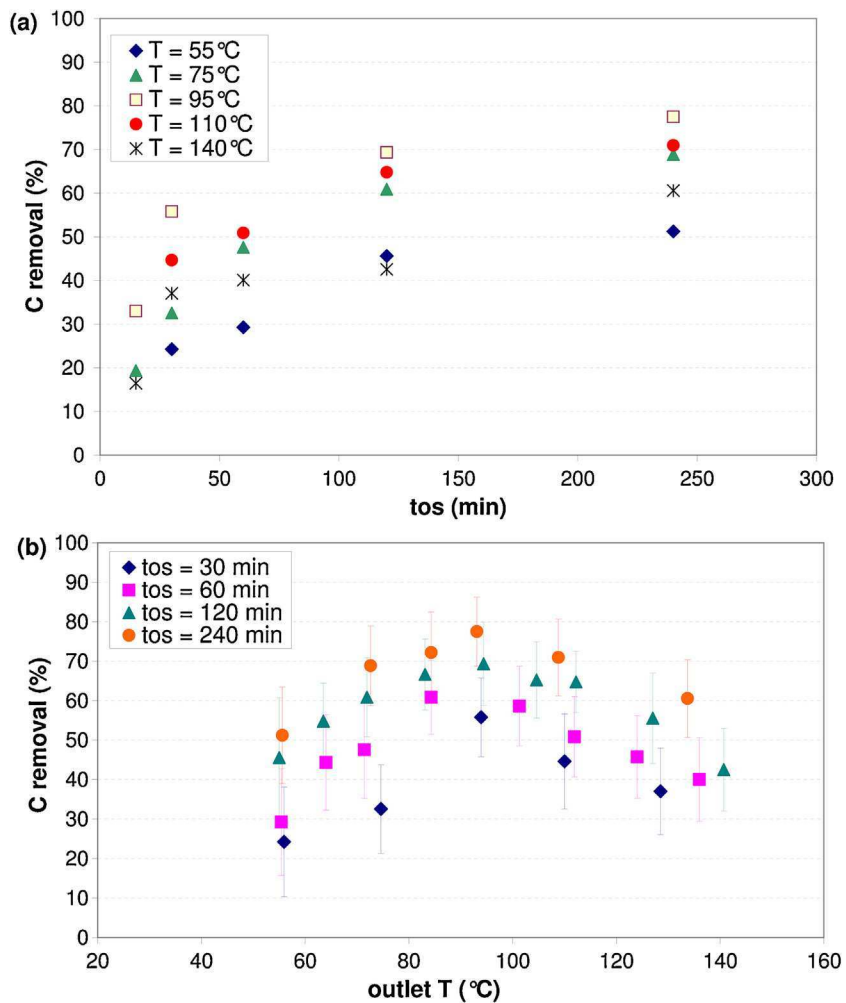 (a)
100
90
80
70
60
50
40
30
20
10
0
C removal (%)
T = 55°C
T = 75°C
T = 95°C
T = 110°C
T = 140°C
0 50 100 150 200 250 300
tos (min)
(b)
100
90
80
70
60
50
40
30
20
10
0
C removal (%)
tos = 30 min
tos = 60 min
tos = 120 min
tos = 240 min
20 40 60 80 100 120 140 160
outlet T (°C)